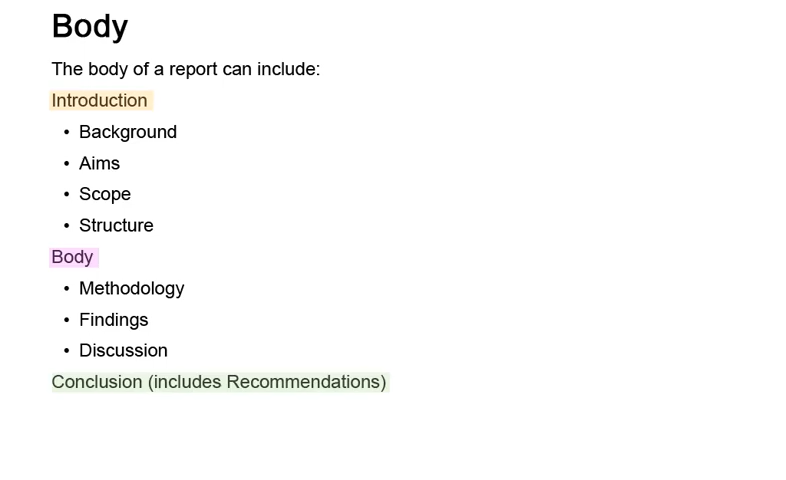 Body
The body of a report can include:
Introduction
• Background
• Aims
• Scope
• Structure
Body
• Methodology
• Findings
• Discussion
Conclusion (includes Recommendations)